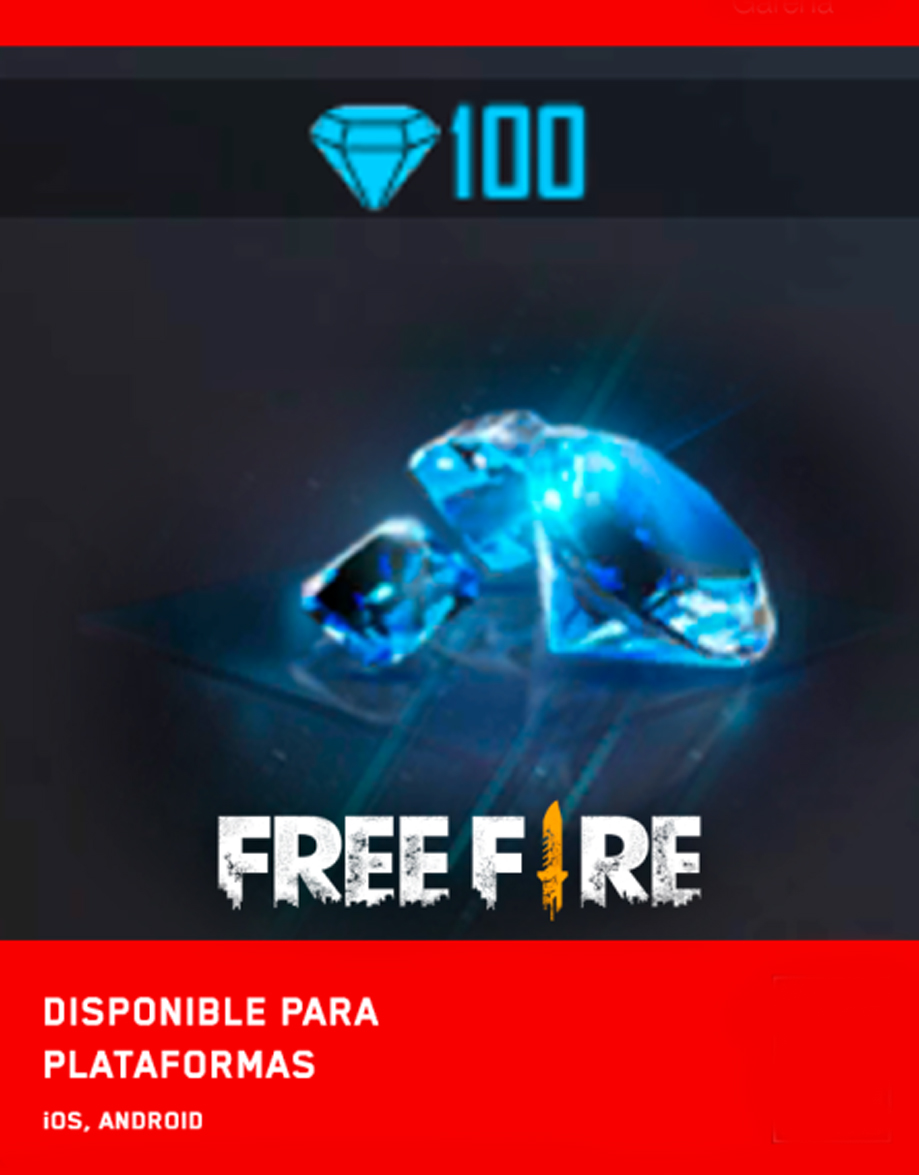 100
FREE FIRE
DISPONIBLE PARA
PLATAFORMAS
iOS, ANDROID